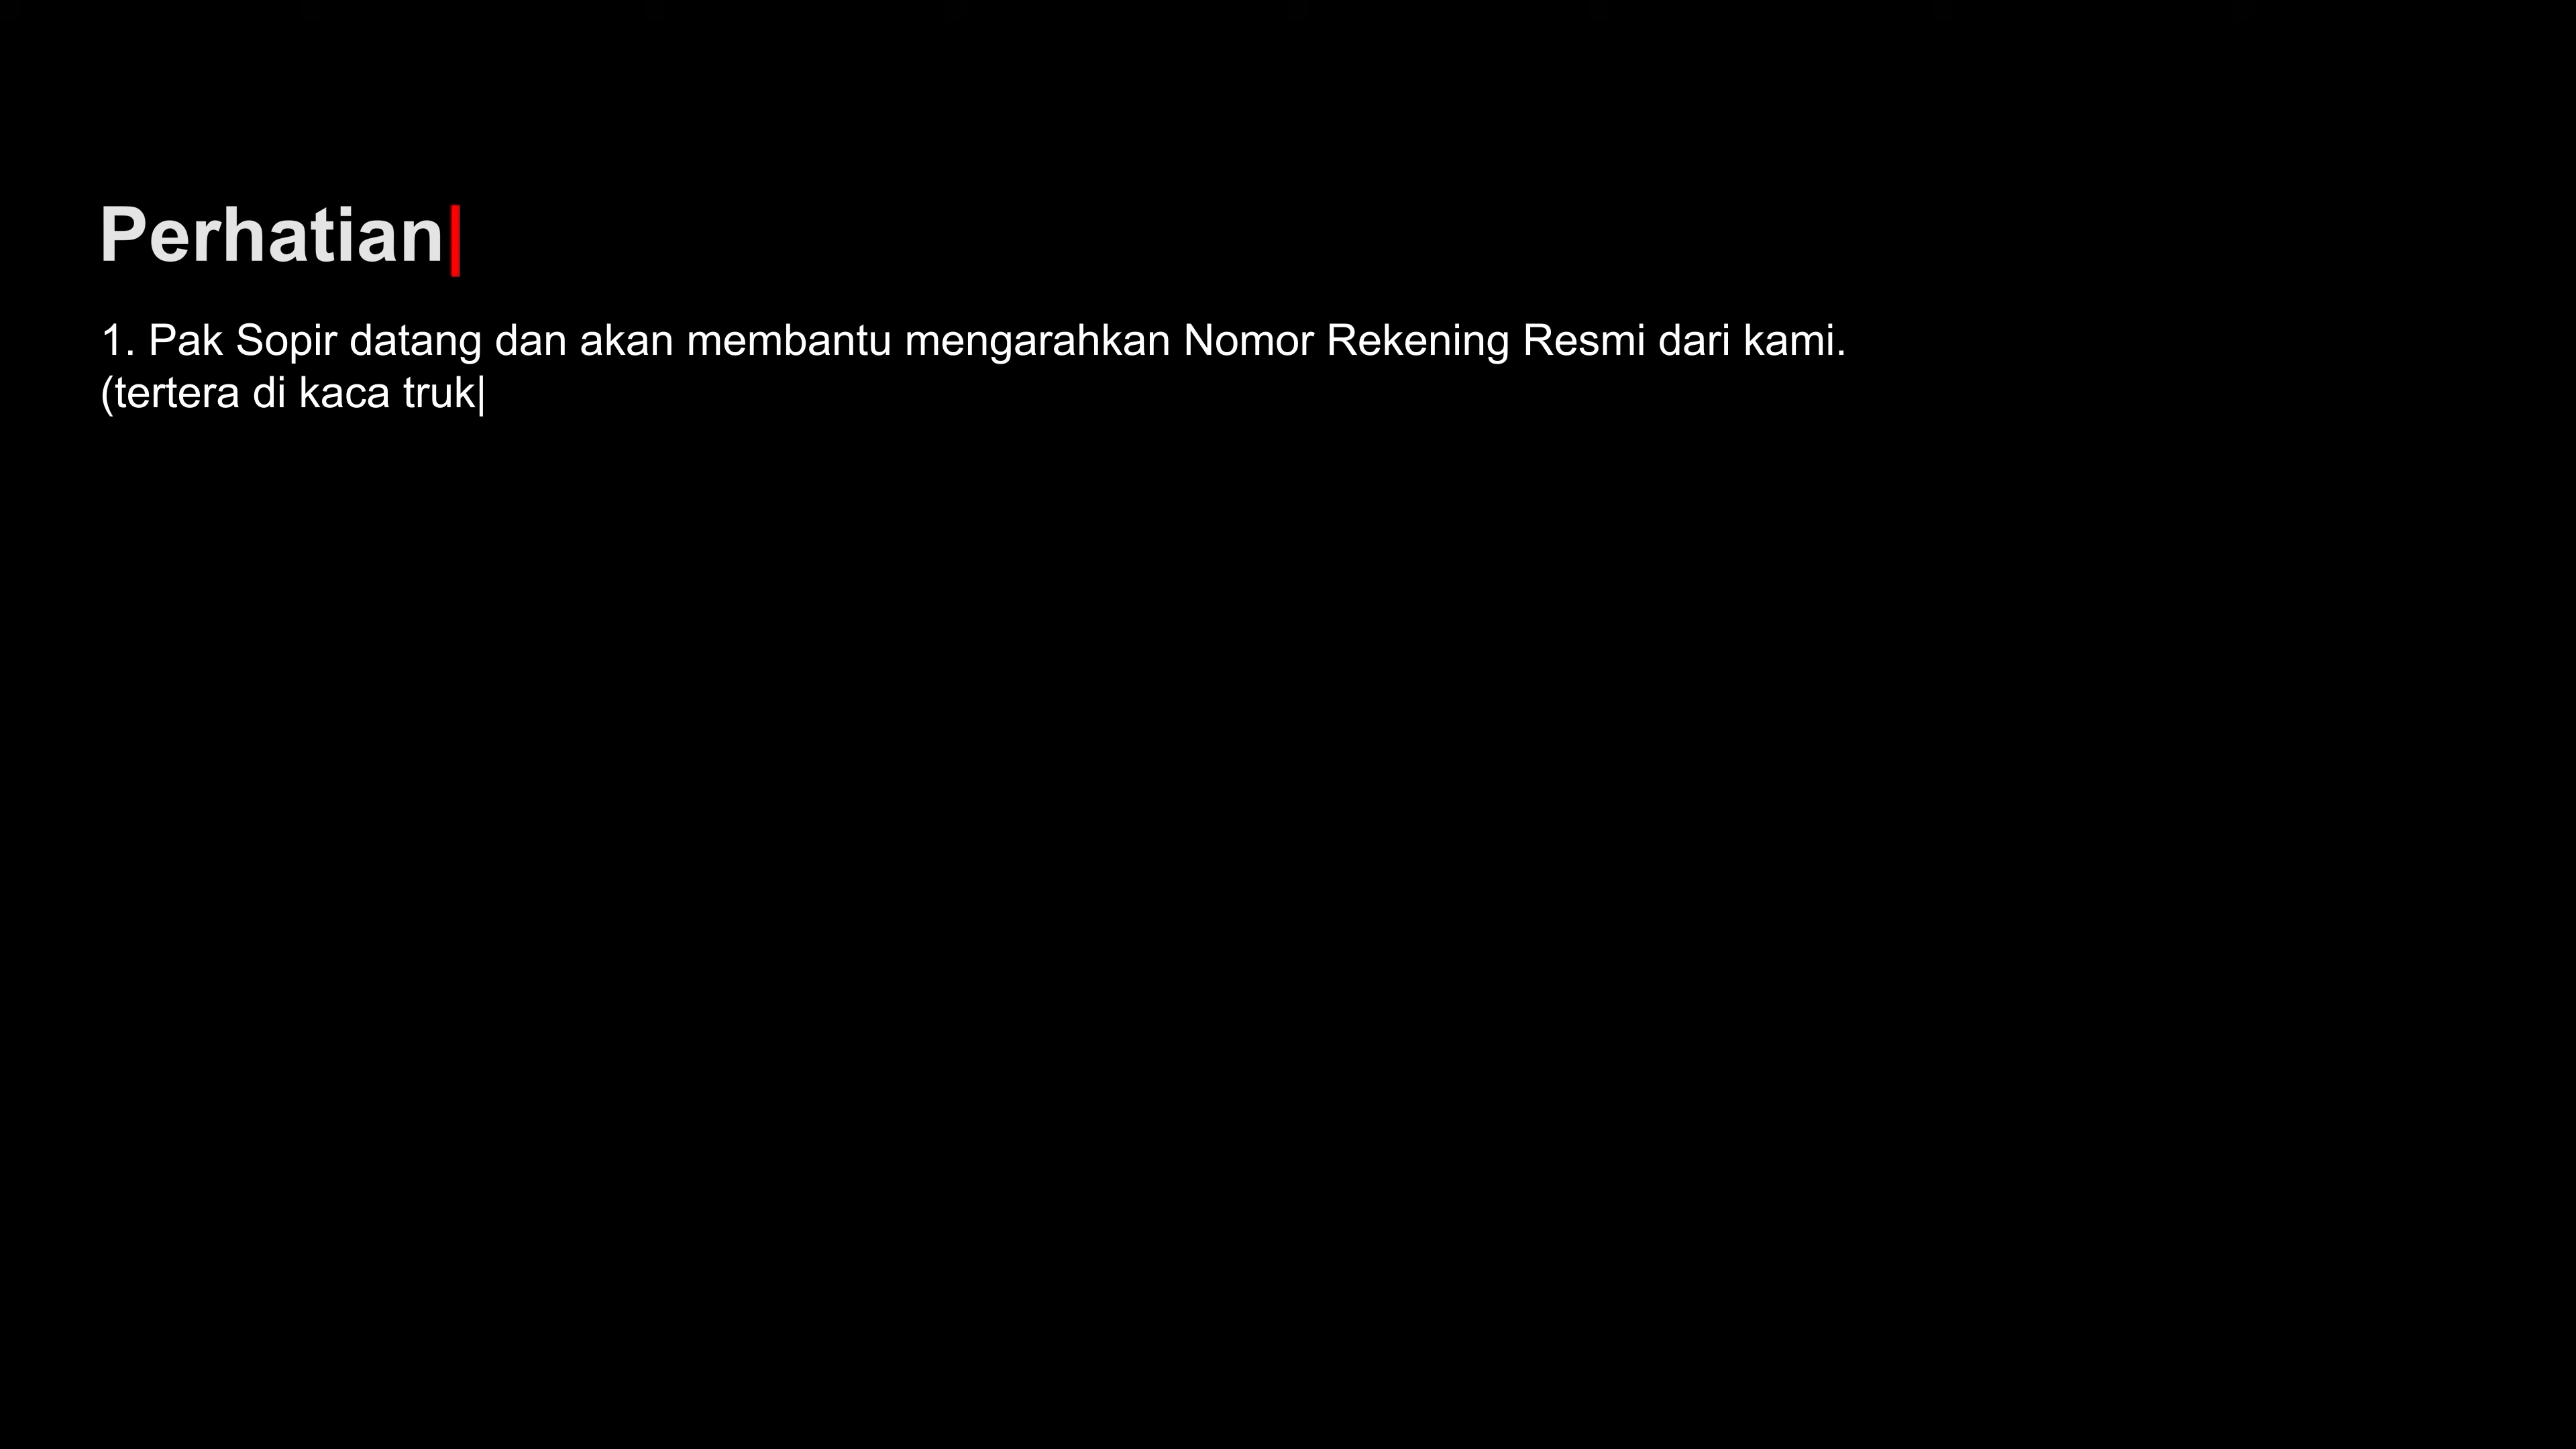 Perhatian|
1. Pak Sopir datang dan akan membantu mengarahkan Nomor Rekening Resmi dari kami.
(tertera di kaca truk|